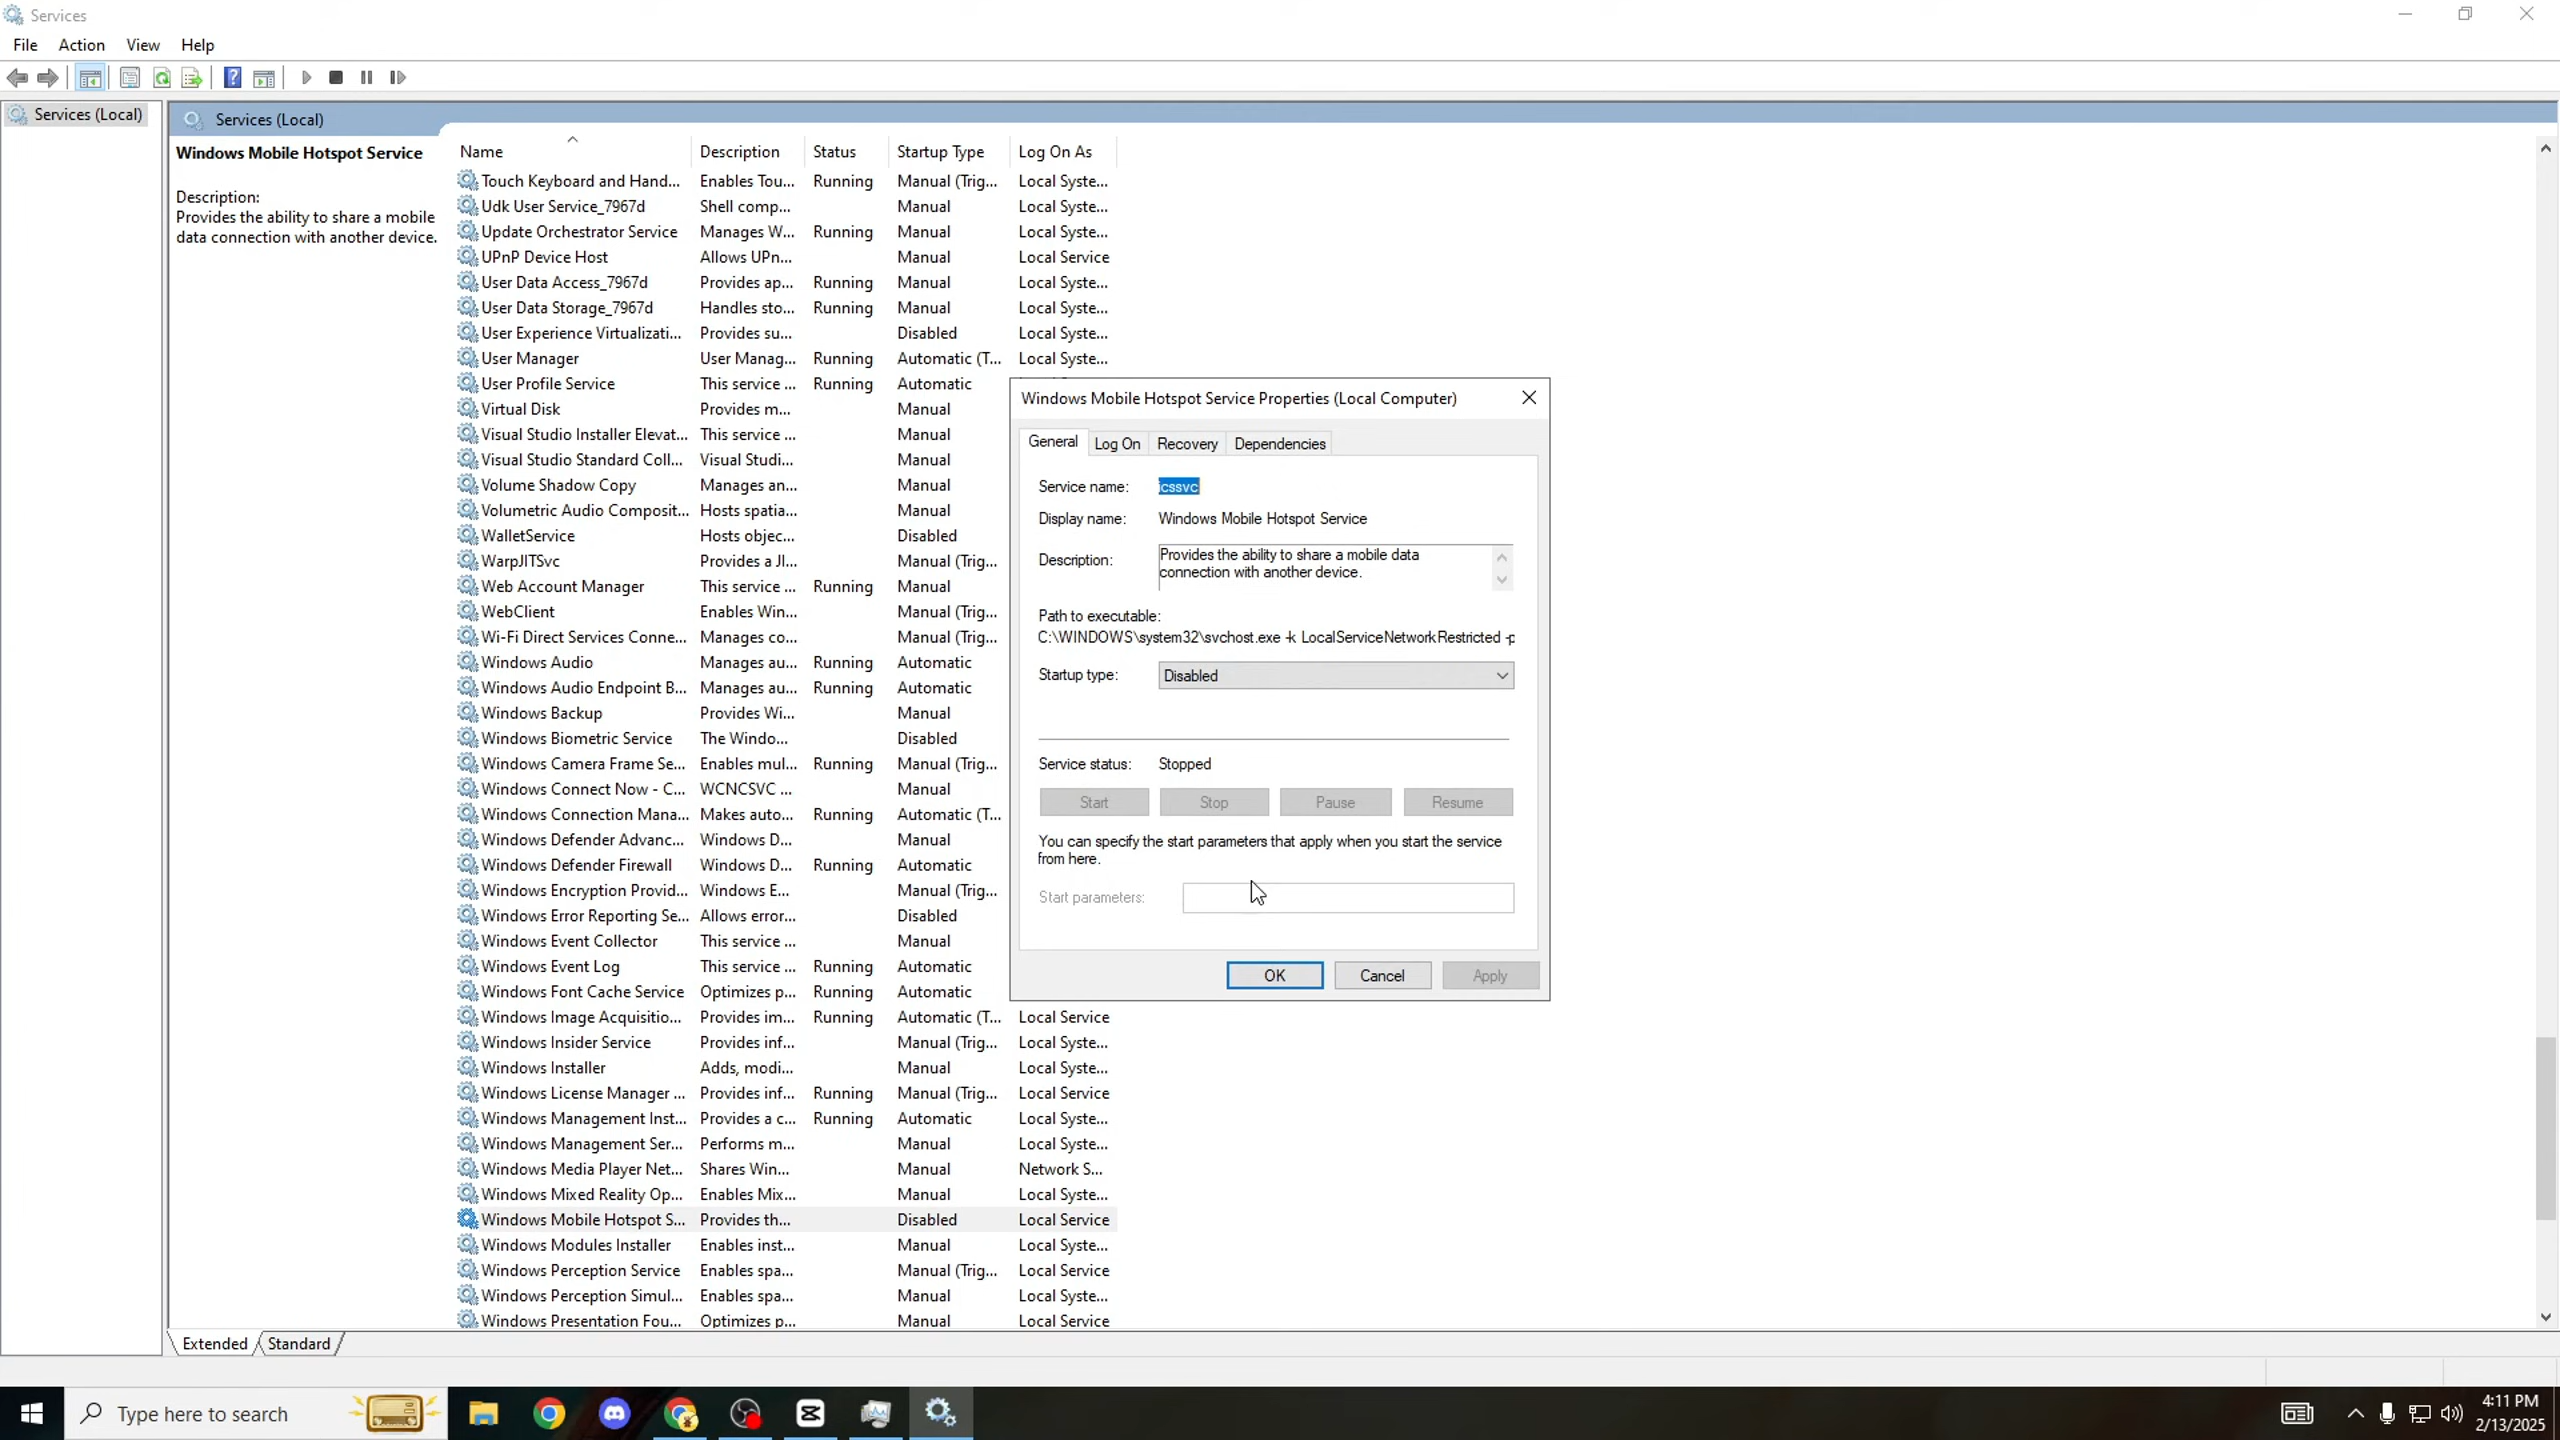 Services
File Action View Help
Services (Local)
Services (Local)
Windows Mobile Hotspot Service
Description:
Provides the ability to share a mobile
data connection with another device.
Name Description Status Startup Type Log On As
Touch Keyboard and Hand... Enables Tou... Running Manual (Trig... Local Syste...
Udk User Service_7967d Shell comp... Manual Local Syste...
Update Orchestrator Service Manages W... Running Manual Local Syste...
UPnP Device Host Allows UPn... Manual Local Service
User Data Access_7967d Provides ap... Running Manual Local Syste...
User Data Storage_7967d Handles sto... Running Manual Local Syste...
User Experience Virtualizati... Provides su... Disabled Local Syste...
User Manager User Manag... Running Automatic (T... Local Syste...
User Profile Service This service ... Running Automatic
Virtual Disk Provides m... Manual
Visual Studio Installer Elevat... This service ... Manual
Visual Studio Standard Coll... Visual Studi... Manual
Volume Shadow Copy Manages an... Manual
Volumetric Audio Composit... Hosts spatia... Manual
WalletService Hosts objec... Disabled
WarpJITSvc Provides a JI... Manual (Trig...
Web Account Manager This service ... Running Manual
WebClient Enables Win... Manual (Trig...
Wi-Fi Direct Services Conne... Manages co... Manual (Trig...
Windows Audio Manages au... Running Automatic
Windows Audio Endpoint B... Manages au... Running Automatic
Windows Backup Provides Wi... Manual
Windows Biometric Service The Windo... Disabled
Windows Camera Frame Se... Enables mul... Running Manual (Trig...
Windows Connect Now - C... WCNCSVC ... Manual
Windows Connection Mana... Makes auto... Running Automatic (T...
Windows Defender Advanc... Windows D... Manual
Windows Defender Firewall Windows D... Running Automatic
Windows Encryption Provid... Windows E... Manual (Trig...
Windows Error Reporting Se... Allows error... Disabled
Windows Event Collector This service ... Manual
Windows Event Log This service ... Running Automatic
Windows Font Cache Service Optimizes p... Running Automatic
Windows Image Acquisitio... Provides im... Running Automatic (T... Local Service
Windows Insider Service Provides inf... Manual (Trig... Local Syste...
Windows Installer Adds, modi... Manual Local Syste...
Windows License Manager ... Provides inf... Running Manual (Trig... Local Service
Windows Management Inst... Provides a c... Running Automatic Local Syste...
Windows Management Ser... Performs m... Manual Local Syste...
Windows Media Player Net... Shares Win... Manual Network S...
Windows Mixed Reality Op... Enables Mix... Manual Local Syste...
Windows Mobile Hotspot S... Provides th... Disabled Local Service
Windows Modules Installer Enables inst... Manual Local Syste...
Windows Perception Service Enables spa... Manual (Trig... Local Service
Windows Perception Simul... Enables spa... Manual Local Syste...
Windows Presentation Fou... Optimizes p... Manual Local Service
Windows Mobile Hotspot Service Properties (Local Computer)
General Log On Recovery Dependencies
Service name: icssvc
Display name: Windows Mobile Hotspot Service
Description: Provides the ability to share a mobile data
connection with another device.
Path to executable:
C:\WINDOWS\system32\svchost.exe -k LocalServiceNetworkRestricted -p
Startup type: Disabled
Service status: Stopped
Start Stop Pause Resume
You can specify the start parameters that apply when you start the service
from here.
Start parameters:
OK Cancel Apply
Extended Standard
Type here to search
4:11 PM
2/13/2025